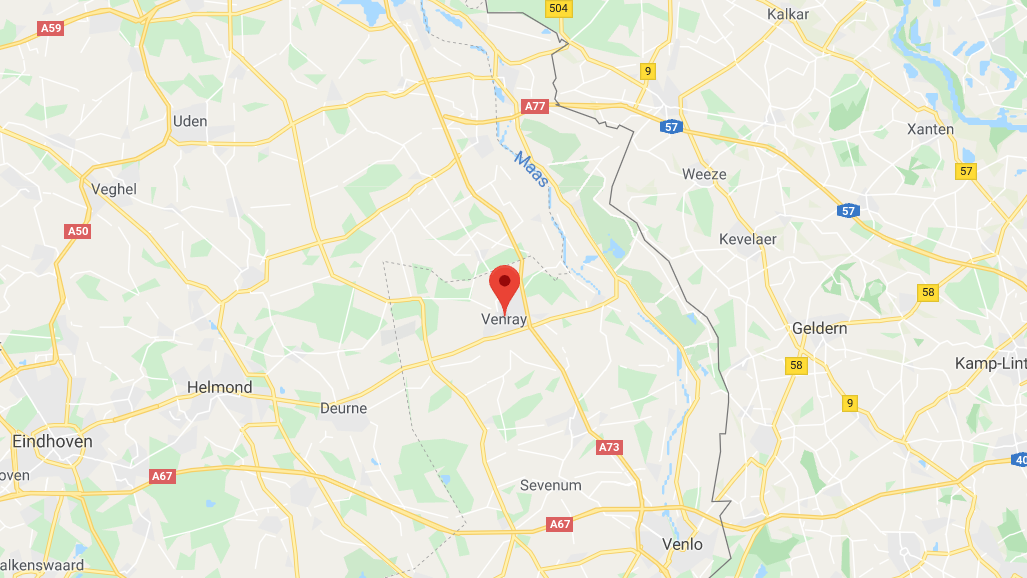 504
Kalkar
A59
9
A77
57
Uden
Xanten
Maas
57
Weeze
Veghel
57
A50
Kevelaer
58
Venray
Geldern
58
Kamp-Lint
Helmond
9
Deurne
Eindhoven
A73
40
oven
A67
Sevenum
A67
Venlo
alkenswaard